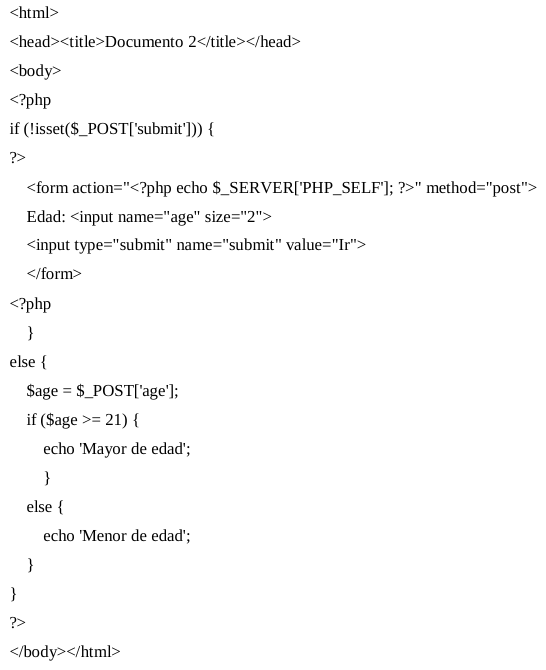 <html>
<head><title>Documento 2</title></head>
<body>
<?php
if (!isset($_POST['submit'])) {
?>
<form action="<?php echo $_SERVER['PHP_SELF']; ?>" method="post">
Edad: <input name="age" size="2">
<input type="submit" name="submit" value="Ir">
</form>
<?php
}
else {
$age = $_POST['age'];
if ($age >= 21) {
echo 'Mayor de edad';
}
else {
echo 'Menor de edad';
}
}
?>
</body></html>